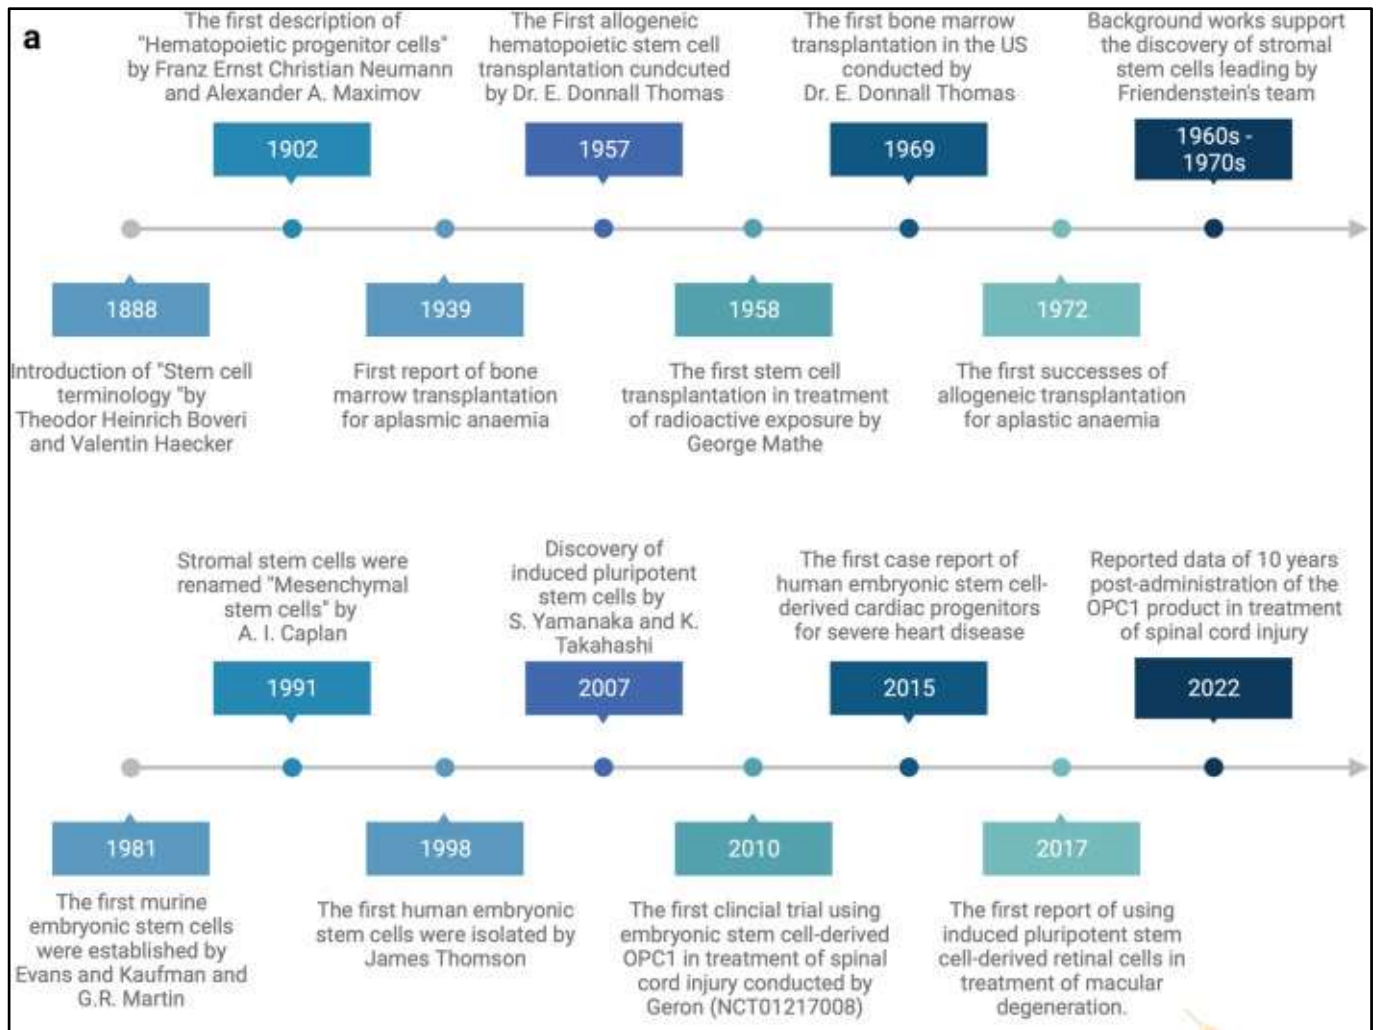 a
The first description of
"Hematopoietic progenitor cells"
by Franz Ernst Christian Neumann
and Alexander A. Maximov
The First allogeneic
hematopoietic stem cell
transplantation cundcuted
by Dr. E. Donnall Thomas
The first bone marrow
transplantation in the US
conducted by
Dr. E. Donnall Thomas
Background works support
the discovery of stromal
stem cells leading by
Friendenstein's team
1902
1957
1969
1960s -
1970s
1888
1939
1958
1972
Introduction of "Stem cell
terminology "by
Theodor Heinrich Boveri
and Valentin Haecker
First report of bone
marrow transplantation
for aplasmic anaemia
The first stem cell
transplantation in treatment
of radioactive exposure by
George Mathe
The first successes of
allogeneic transplantation
for aplastic anaemia
Stromal stem cells were
renamed "Mesenchymal
stem cells" by
A. I. Caplan
Discovery of
induced pluripotent
stem cells by
S. Yamanaka and K.
Takahashi
The first case report of
human embryonic stem cell-
derived cardiac progenitors
for severe heart disease
Reported data of 10 years
post-administration of the
OPC1 product in treatment
of spinal cord injury
1991
2007
2015
2022
1981
1998
2010
2017
The first murine
embryonic stem cells
were established by
Evans and Kaufman and
G.R. Martin
The first human embryonic
stem cells were isolated by
James Thomson
The first clincial trial using
embryonic stem cell-derived
OPC1 in treatment of spinal
cord injury conducted by
Geron (NCT01217008)
The first report of using
induced pluripotent stem
cell-derived retinal cells in
treatment of macular
degeneration.